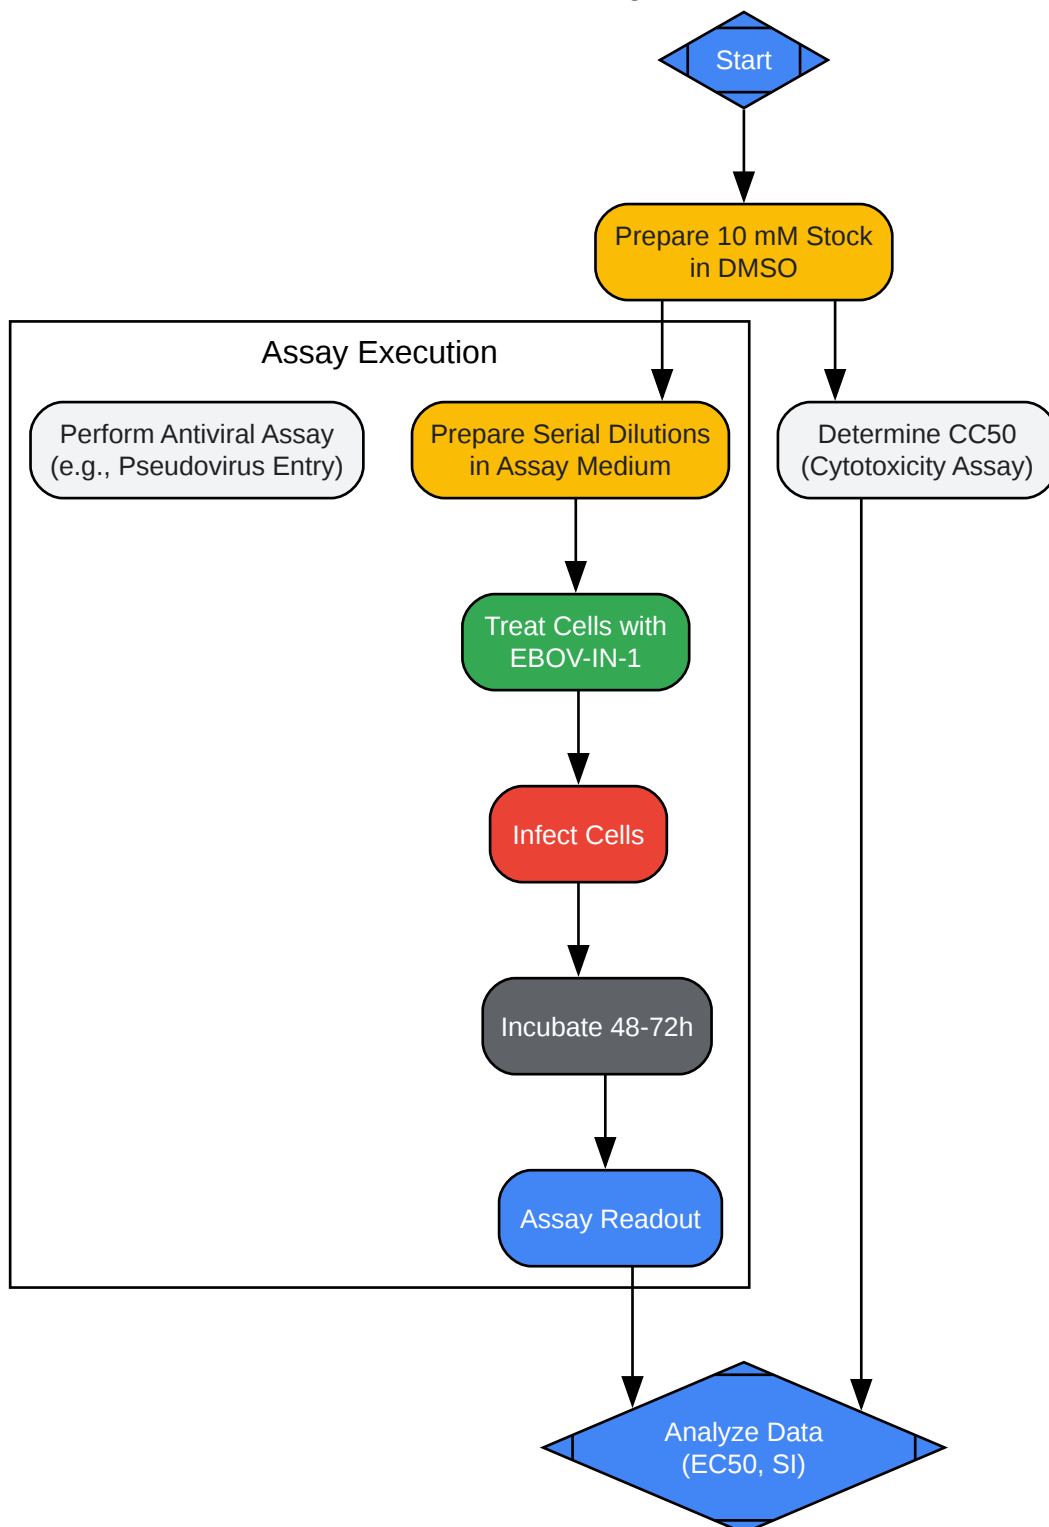 Start
Prepare 10 mM Stock
in DMSO
Assay Execution
Perform Antiviral Assay
(e.g., Pseudovirus Entry)
Prepare Serial Dilutions
in Assay Medium
Determine CC50
(Cytotoxicity Assay)
Treat Cells with
EBOV-IN-1
Infect Cells
Incubate 48-72h
Assay Readout
Analyze Data
(EC50, SI)